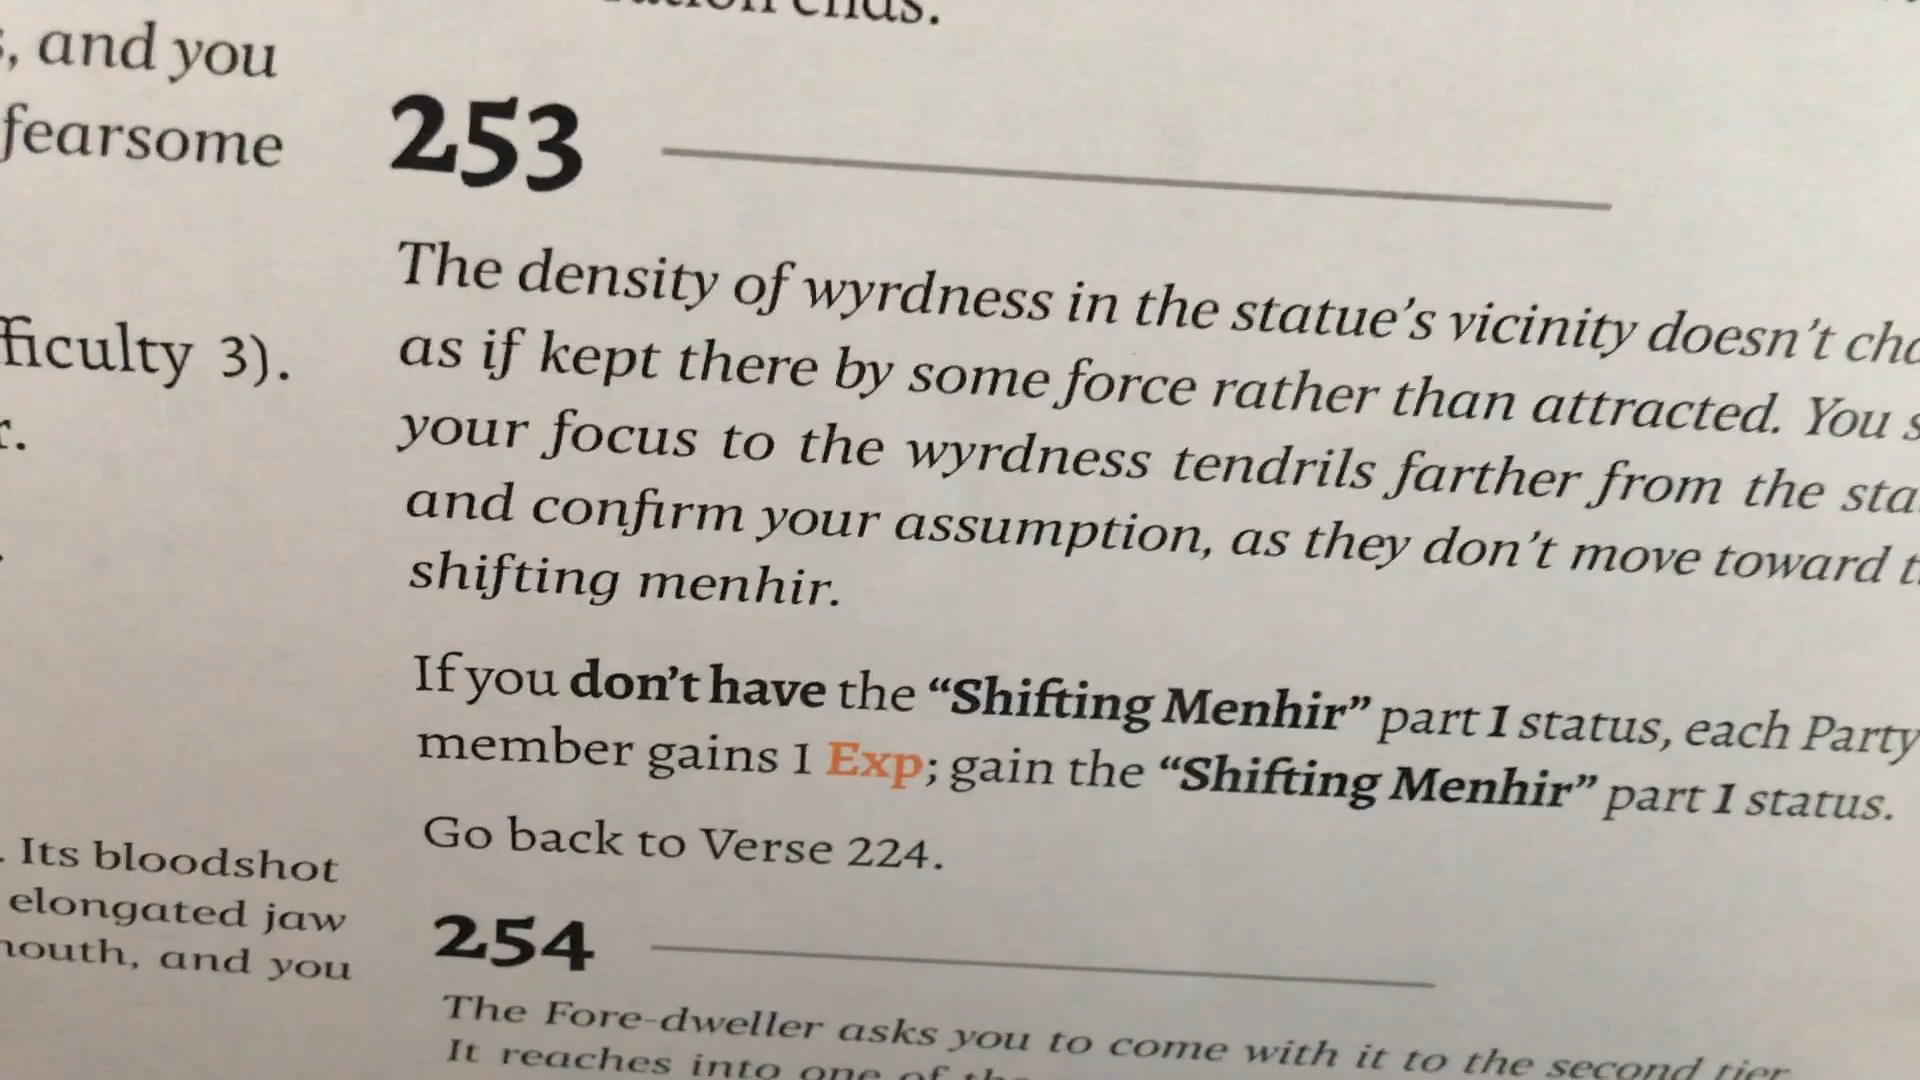 , and you
fearsome
3).
Its bloodshot
elongated jaw
and you
253
The density of wyrdness in the statue's vicinity doesn't
as if kept there by some force rather than attracted. You
your focus to the wyrdness tendrils farther from the
and confirm your assumption, as they don't move toward
shifting menhir.
If you don't have the “Shifting Menhir” part 1 status, each Party
member gains 1 Exp; gain the “Shifting Menhir” part 1 status.
Go back to Verse 224.
254
The Fore-dweller asks you to come with it to the second tier
It reaches into one of